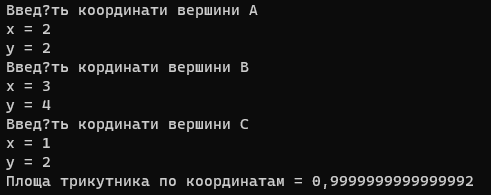 Введ?ть координати вершини А
x = 2
y = 2
Введ?ть кординати вершини B
x = 3
y = 4
Введ?ть кординати вершини C
x = 1
y = 2
Площа трикутника по координатам = 0,9999999999999992